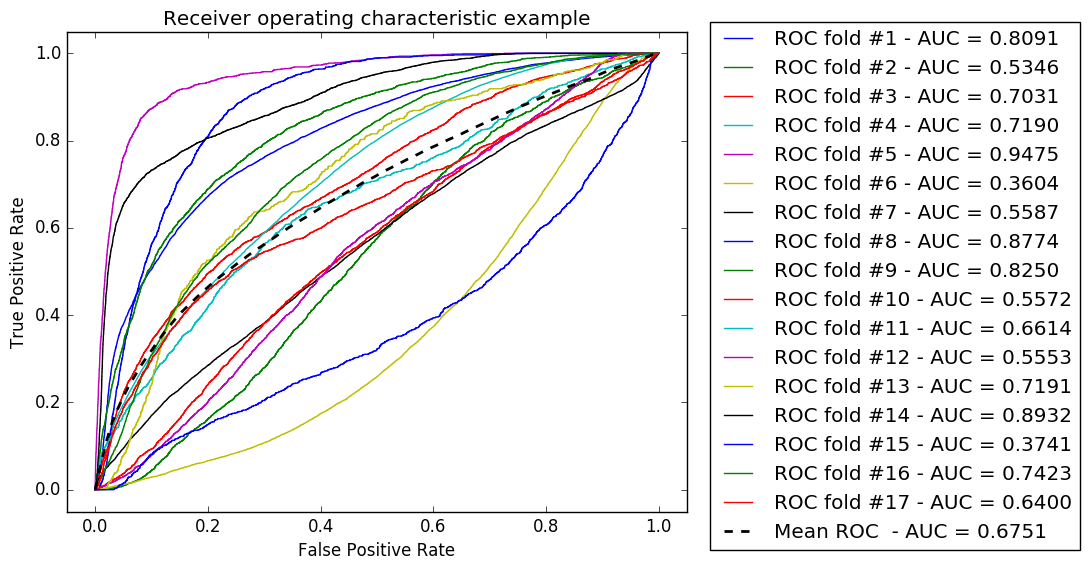 Receiver operating characteristic example
True Positive Rate
1.0
0.8
0.6
0.4
0.2
0.0
0.0 0.2 0.4 0.6 0.8 1.0
False Positive Rate
ROC fold #1 - AUC = 0.8091
ROC fold #2 - AUC = 0.5346
ROC fold #3 - AUC = 0.7031
ROC fold #4 - AUC = 0.7190
ROC fold #5 - AUC = 0.9475
ROC fold #6 - AUC = 0.3604
ROC fold #7 - AUC = 0.5587
ROC fold #8 - AUC = 0.8774
ROC fold #9 - AUC = 0.8250
ROC fold #10 - AUC = 0.5572
ROC fold #11 - AUC = 0.6614
ROC fold #12 - AUC = 0.5553
ROC fold #13 - AUC = 0.7191
ROC fold #14 - AUC = 0.8932
ROC fold #15 - AUC = 0.3741
ROC fold #16 - AUC = 0.7423
ROC fold #17 - AUC = 0.6400
Mean ROC  - AUC = 0.6751